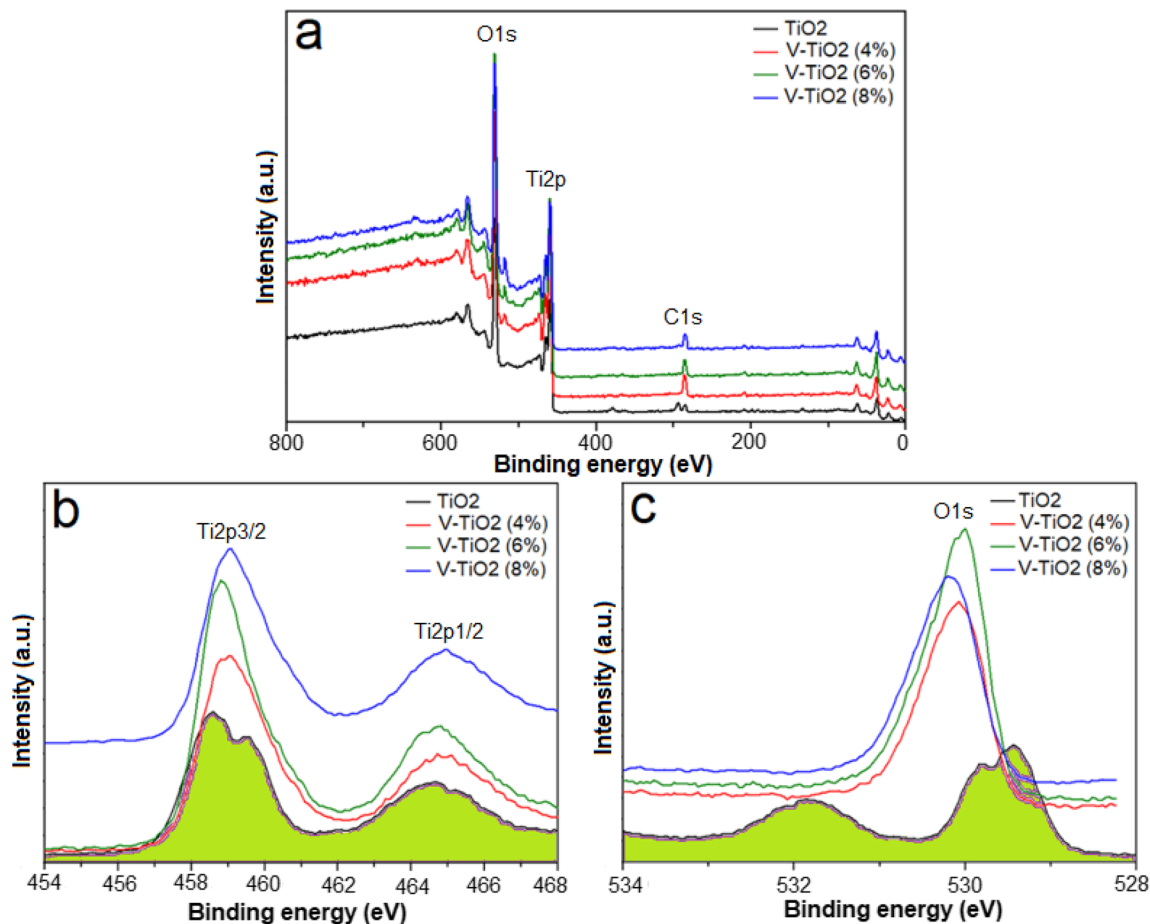 a
O1s
Ti2p
C1s
TiO2
V-TiO2 (4%)
V-TiO2 (6%)
V-TiO2 (8%)
Intensity (a.u.)
800
600
400
200
0
Binding energy (eV)
b
Ti2p3/2
Ti2p1/2
TiO2
V-TiO2 (4%)
V-TiO2 (6%)
V-TiO2 (8%)
Intensity (a.u.)
454
456
458
460
462
464
466
468
Binding energy (eV)
c
O1s
TiO2
V-TiO2 (4%)
V-TiO2 (6%)
V-TiO2 (8%)
Intensity (a.u.)
534
532
530
528
Binding energy (eV)